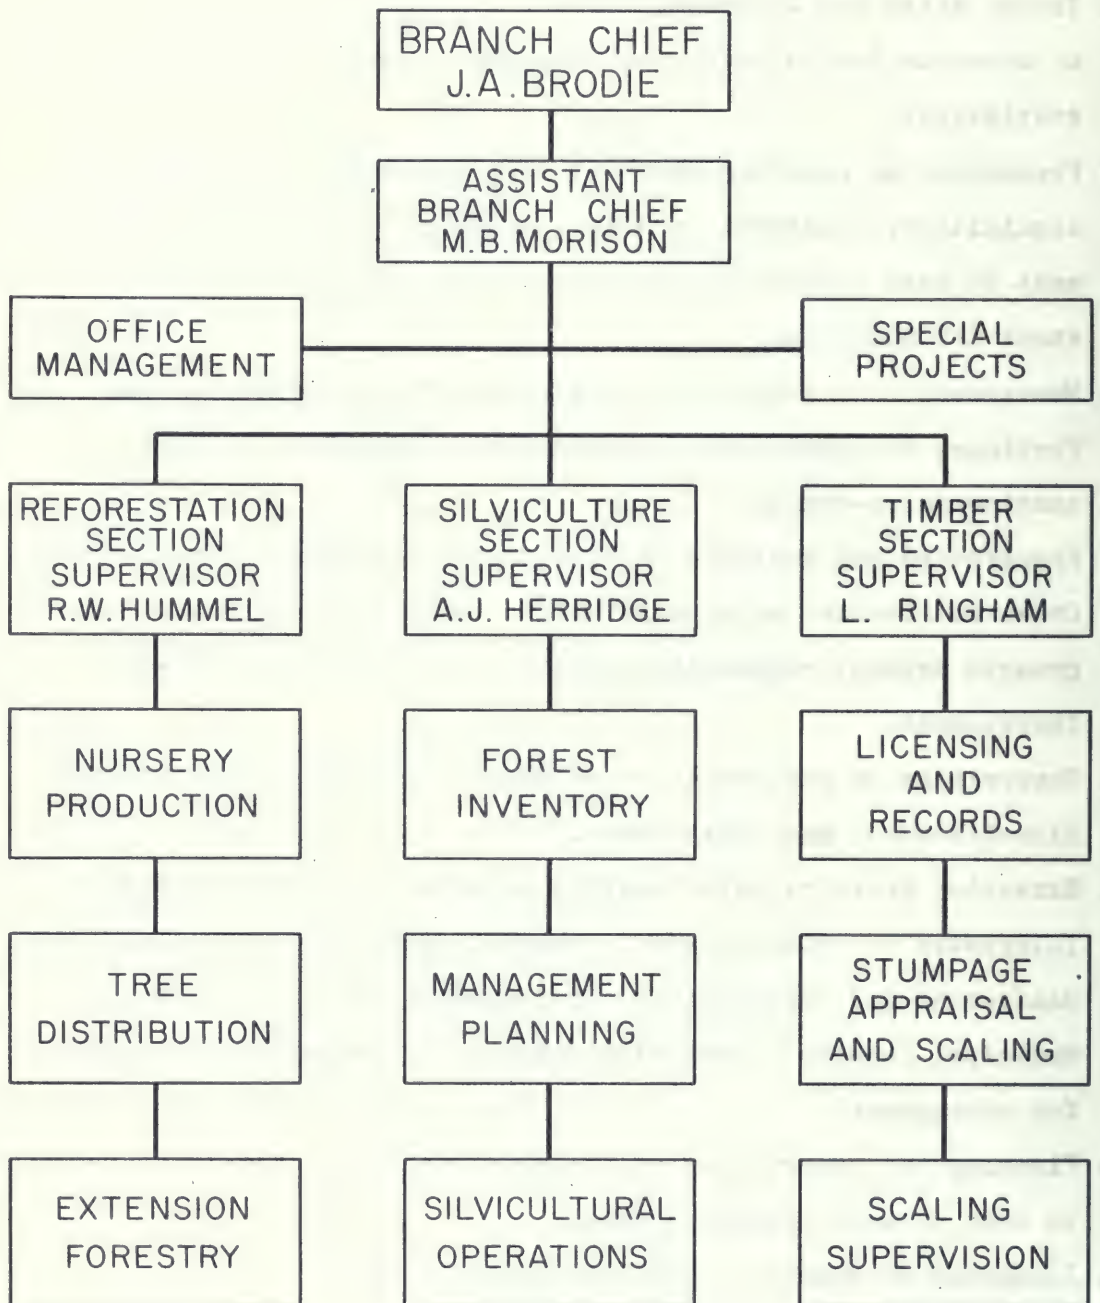 BRANCH CHIEF
J.A. BRODIE
ASSISTANT
BRANCH CHIEF
M.B. MORISON
OFFICE
MANAGEMENT
SPECIAL
PROJECTS
REFORESTATION
SECTION
SUPERVISOR
R.W. HUMMEL
SILVICULTURE
SECTION
SUPERVISOR
A.J. HERRIDGE
TIMBER
SECTION
SUPERVISOR
L. RINGHAM
NURSERY
PRODUCTION
FOREST
INVENTORY
LICENSING
AND
RECORDS
TREE
DISTRIBUTION
MANAGEMENT
PLANNING
STUMPAGE
APPRAISAL
AND SCALING
EXTENSION
FORESTRY
SILVICULTURAL
OPERATIONS
SCALING
SUPERVISION